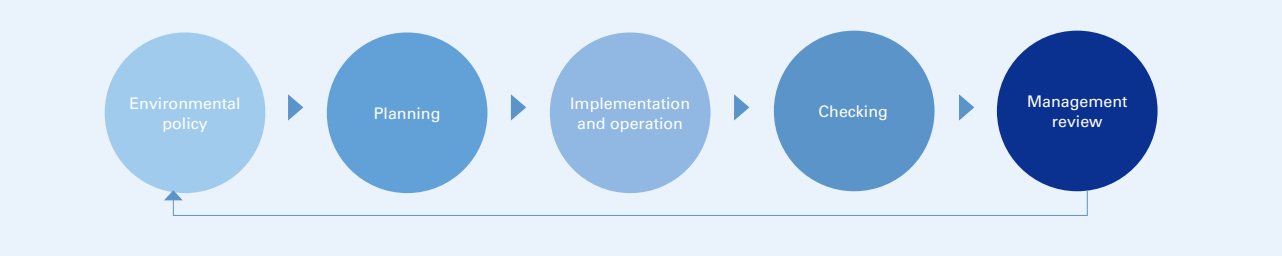 Environmental
policy
Planning
Implementation
and operation
Checking
Management
review